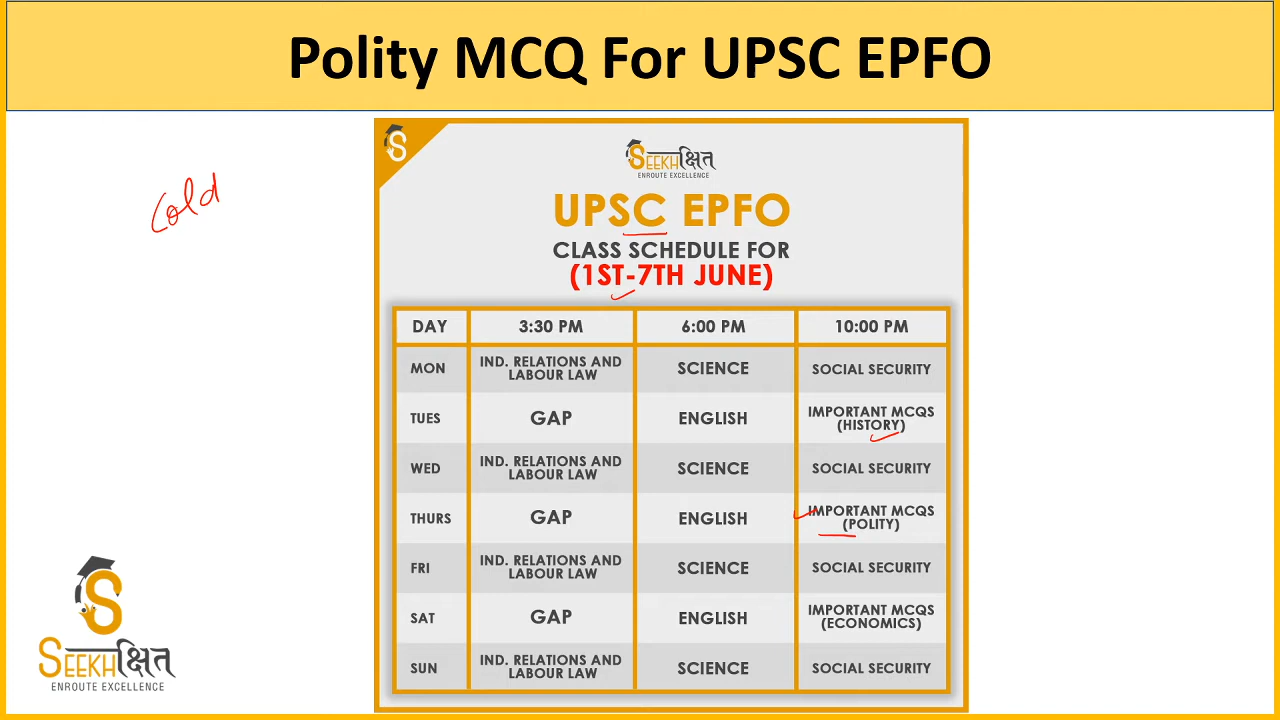 Polity MCQ For UPSC EPFO
S
SEEKHक्षित
ENROUTE EXCELLENCE
Cold
UPSC EPFO
CLASS SCHEDULE FOR
(1ST-7TH JUNE)
DAY 3:30 PM 6:00 PM 10:00 PM
MON IND. RELATIONS AND LABOUR LAW SCIENCE SOCIAL SECURITY
TUES GAP ENGLISH IMPORTANT MCQS (HISTORY)
WED IND. RELATIONS AND LABOUR LAW SCIENCE SOCIAL SECURITY
THURS GAP ENGLISH IMPORTANT MCQS (POLITY)
FRI IND. RELATIONS AND LABOUR LAW SCIENCE SOCIAL SECURITY
SAT GAP ENGLISH IMPORTANT MCQS (ECONOMICS)
SUN IND. RELATIONS AND LABOUR LAW SCIENCE SOCIAL SECURITY
S
SEEKHक्षित
ENROUTE EXCELLENCE